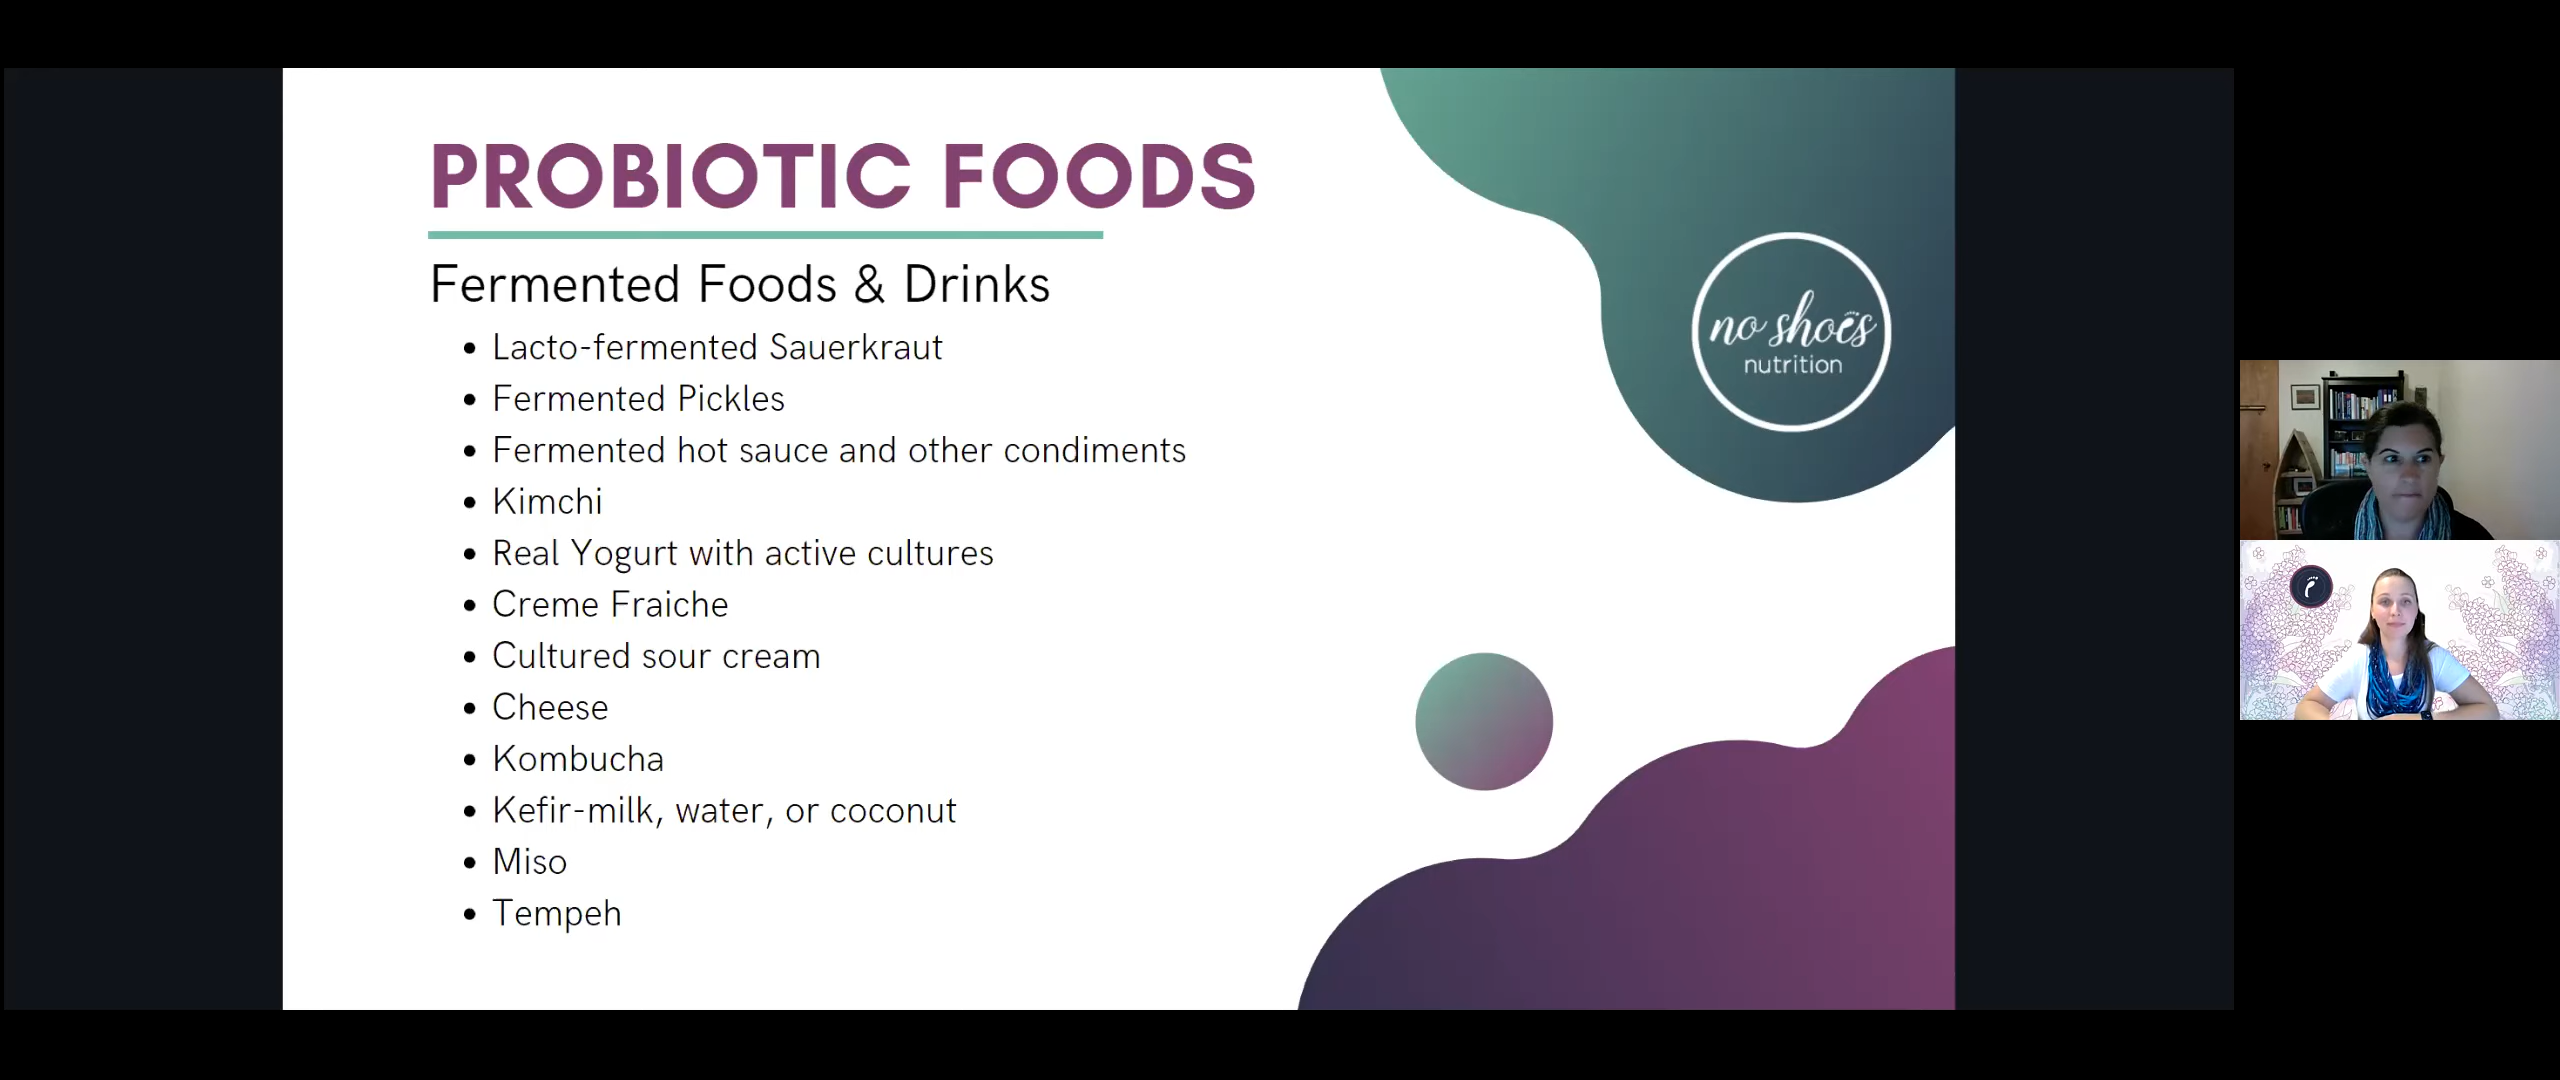 PROBIOTIC FOODS
Fermented Foods & Drinks
• Lacto-fermented Sauerkraut
• Fermented Pickles
• Fermented hot sauce and other condiments
• Kimchi
• Real Yogurt with active cultures
• Creme Fraiche
• Cultured sour cream
• Cheese
• Kombucha
• Kefir-milk, water, or coconut
• Miso
• Tempeh
no shoes
nutrition